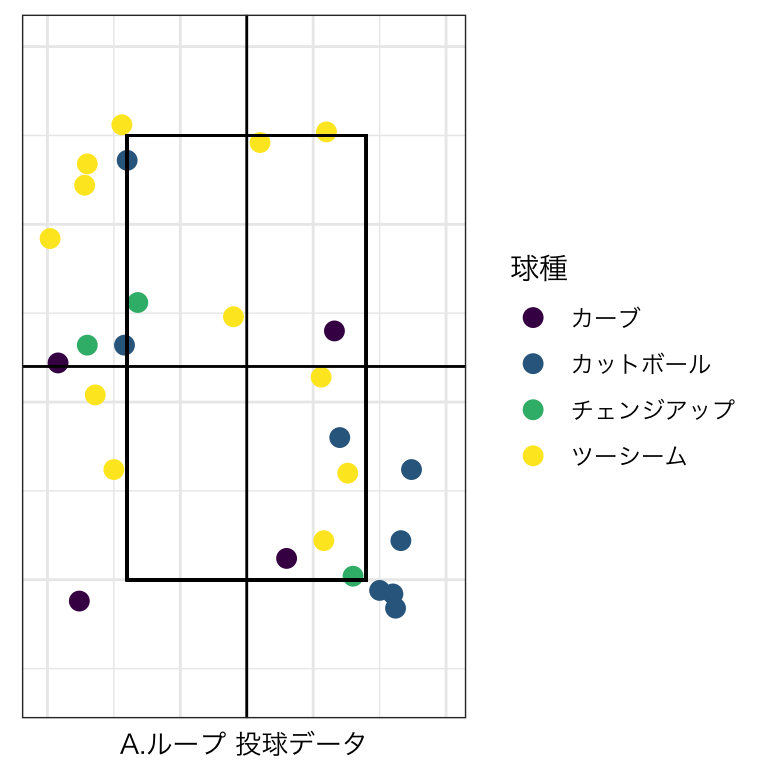 球種
カーブ
カットボール
チェンジアップ
ツーシーム
A.ループ 投球データ